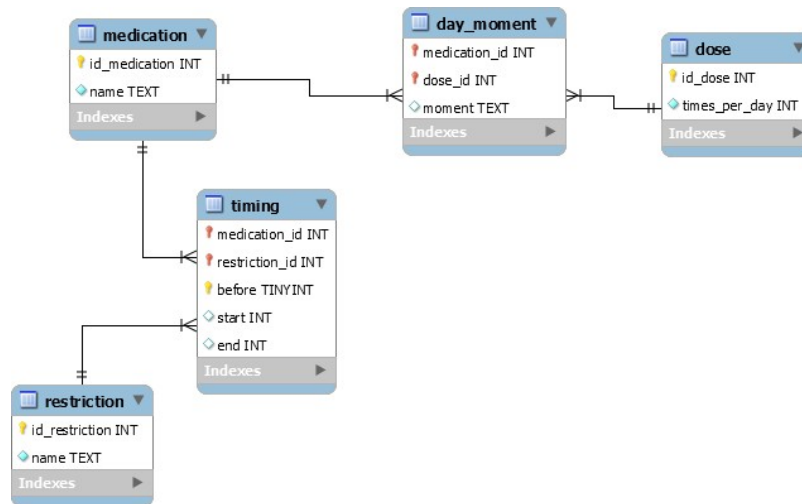 medication
id_medication INT
name TEXT
Indexes
day_moment
medication_id INT
dose_id INT
moment TEXT
Indexes
dose
id_dose INT
times_per_day INT
Indexes
timing
medication_id INT
restriction_id INT
before TINYINT
start INT
end INT
Indexes
restriction
id_restriction INT
name TEXT
Indexes